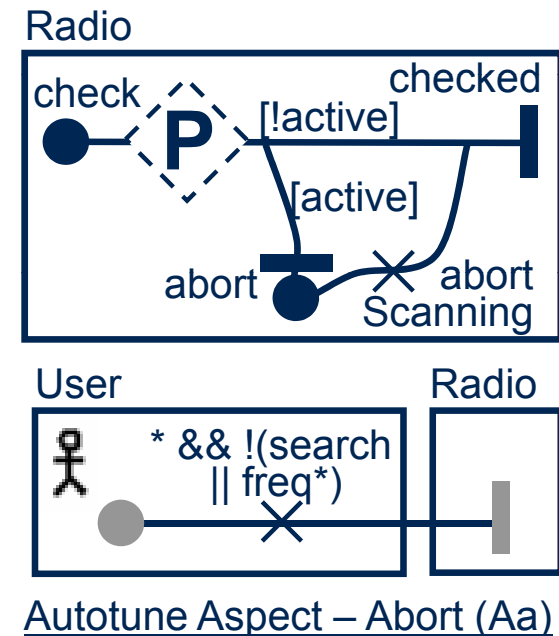 Radio
checked
check
P
[!active]
[active]
abort
abort
Scanning
User
Radio
* && !(search
|| freq*)
Autotune Aspect – Abort (Aa)